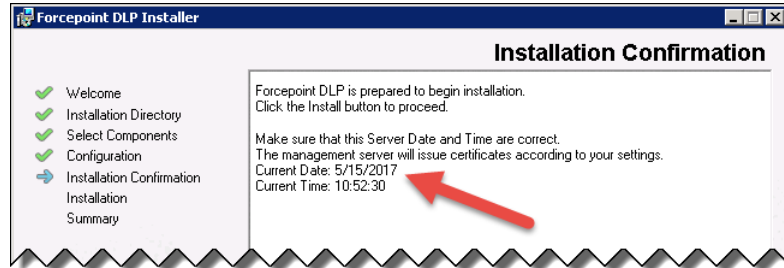 Forcepoint DLP Installer
Installation Confirmation
Welcome
Installation Directory
Select Components
Configuration
Installation Confirmation
Installation
Summary
Forcepoint DLP is prepared to begin installation.
Click the Install button to proceed.
Make sure that this Server Date and Time are correct.
The management server will issue certificates according to your settings.
Current Date: 5/15/2017
Current Time: 10:52:30